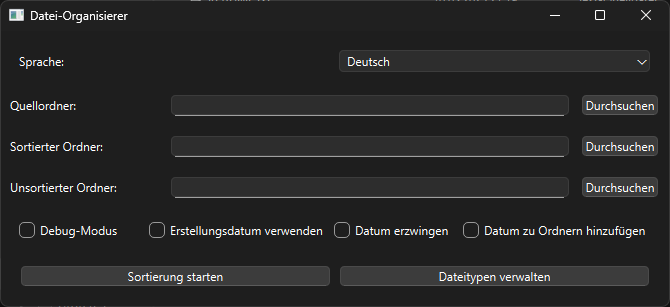 Datei-Organisierer
Sprache: Deutsch
Quellordner: Durchsuchen
Sortierter Ordner: Durchsuchen
Unsortierter Ordner: Durchsuchen
Debug-Modus Erstellungsdatum verwenden Datum erzwingen Datum zu Ordnern hinzufügen
Sortierung starten Dateitypen verwalten